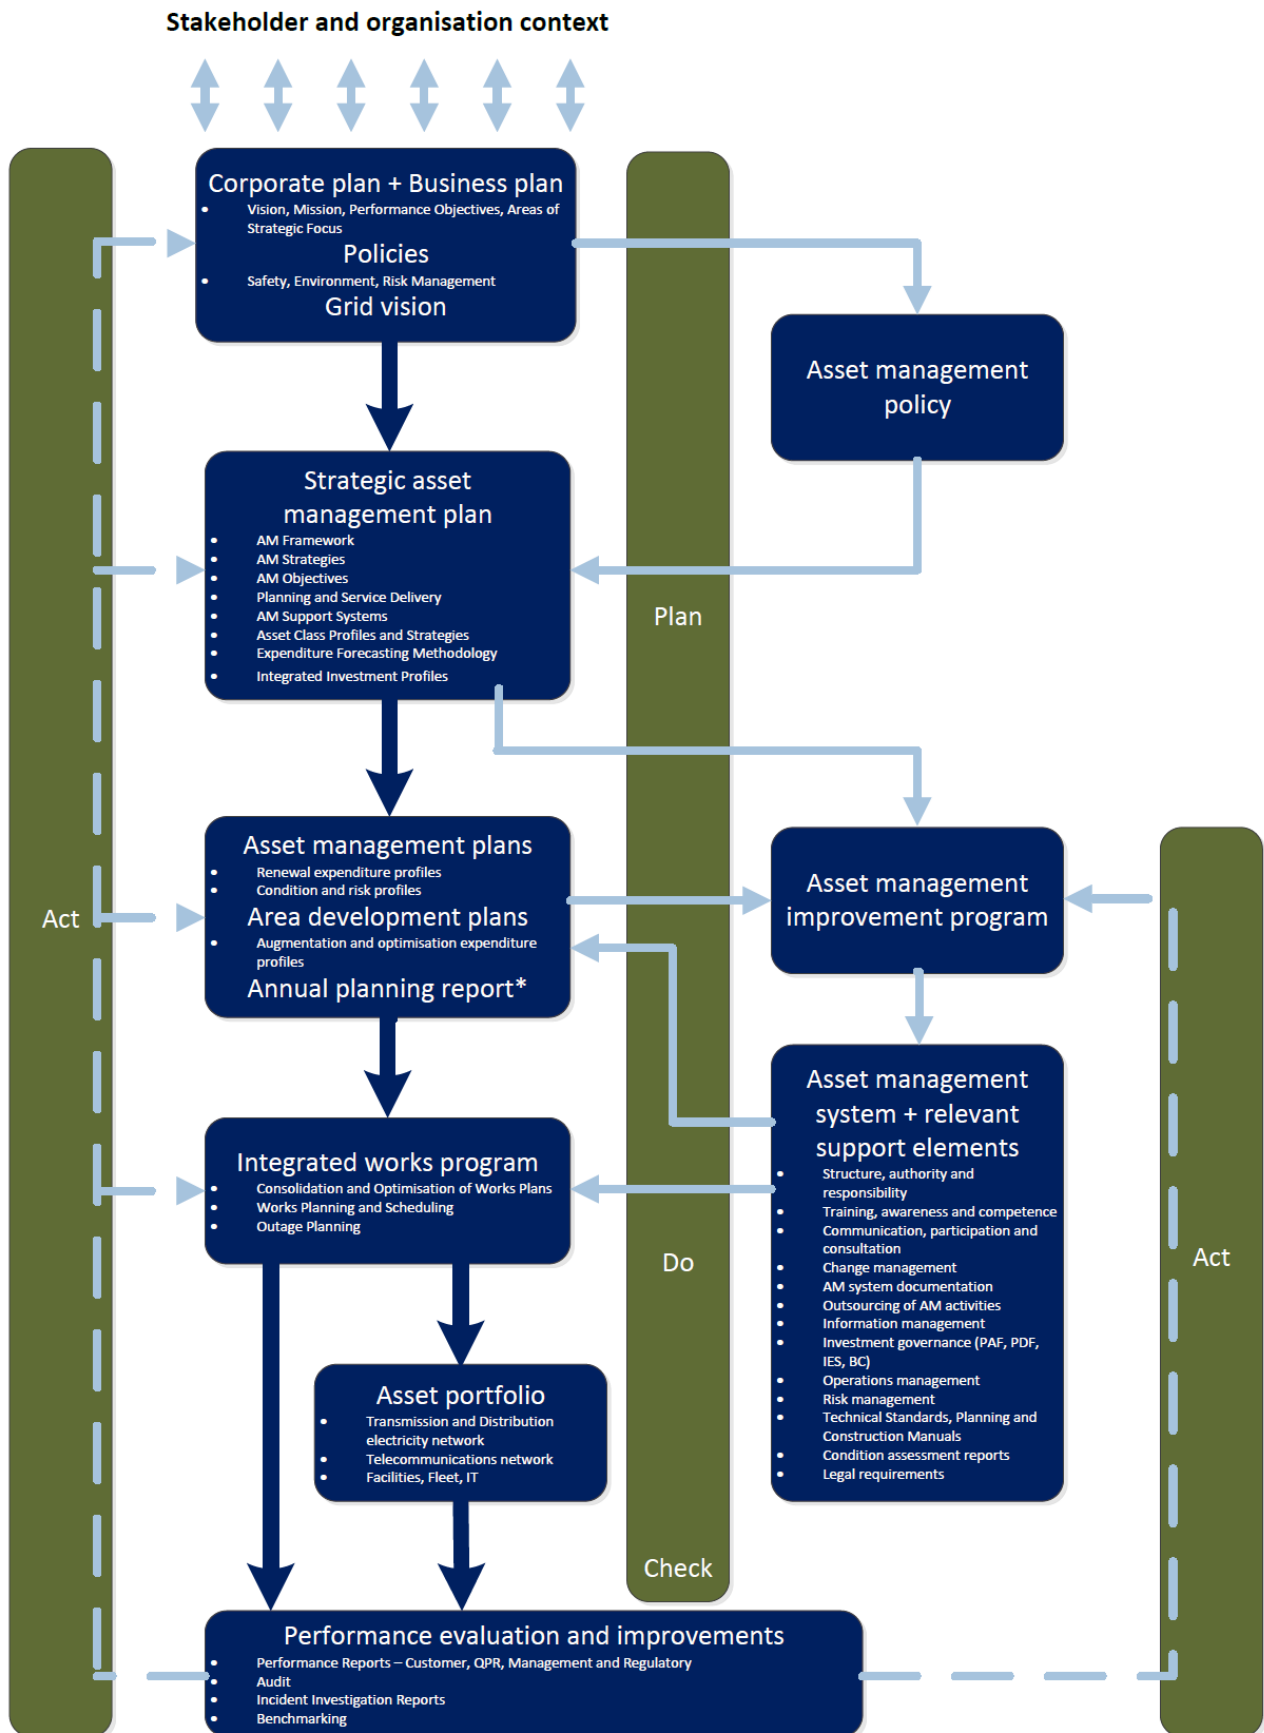 Stakeholder and organisation context
Corporate plan + Business plan
• Vision, Mission, Performance Objectives, Areas of
Strategic Focus
Policies
• Safety, Environment, Risk Management
Grid vision
Asset management
policy
Strategic asset
management plan
• AM Framework
• AM Strategies
• AM Objectives
• Planning and Service Delivery
• AM Support Systems
• Asset Class Profiles and Strategies
• Expenditure Forecasting Methodology
• Integrated Investment Profiles
Plan
Asset management plans
• Renewal expenditure profiles
• Condition and risk profiles
Area development plans
• Augmentation and optimisation expenditure
profiles
Annual planning report*
Act
Asset management
improvement program
Asset management
system + relevant
support elements
• Structure, authority and
responsibility
• Training, awareness and competence
• Communication, participation and
consultation
• Change management
• AM system documentation
• Outsourcing of AM activities
• Information management
• Investment governance (PAF, PDF,
IES, BC)
• Operations management
• Risk management
• Technical Standards, Planning and
Construction Manuals
• Condition assessment reports
• Legal requirements
Integrated works program
• Consolidation and Optimisation of Works Plans
• Works Planning and Scheduling
• Outage Planning
Do
Act
Asset portfolio
• Transmission and Distribution
electricity network
• Telecommunications network
• Facilities, Fleet, IT
Check
Performance evaluation and improvements
• Performance Reports – Customer, QPR, Management and Regulatory
• Audit
• Incident Investigation Reports
• Benchmarking